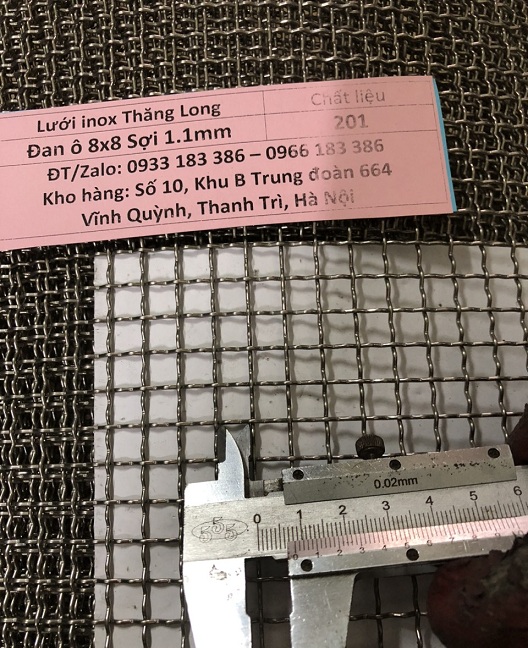 Lưới inox Thăng Long
Chất liệu
Đan ô 8x8 Sợi 1.1mm
201
ĐT/Zalo: 0933 183 386 – 0966 183 386
Kho hàng: Số 10, Khu B Trung đoàn 664
Vĩnh Quỳnh, Thanh Trì, Hà Nội
0.02mm
0 1 2 3 4 5 6